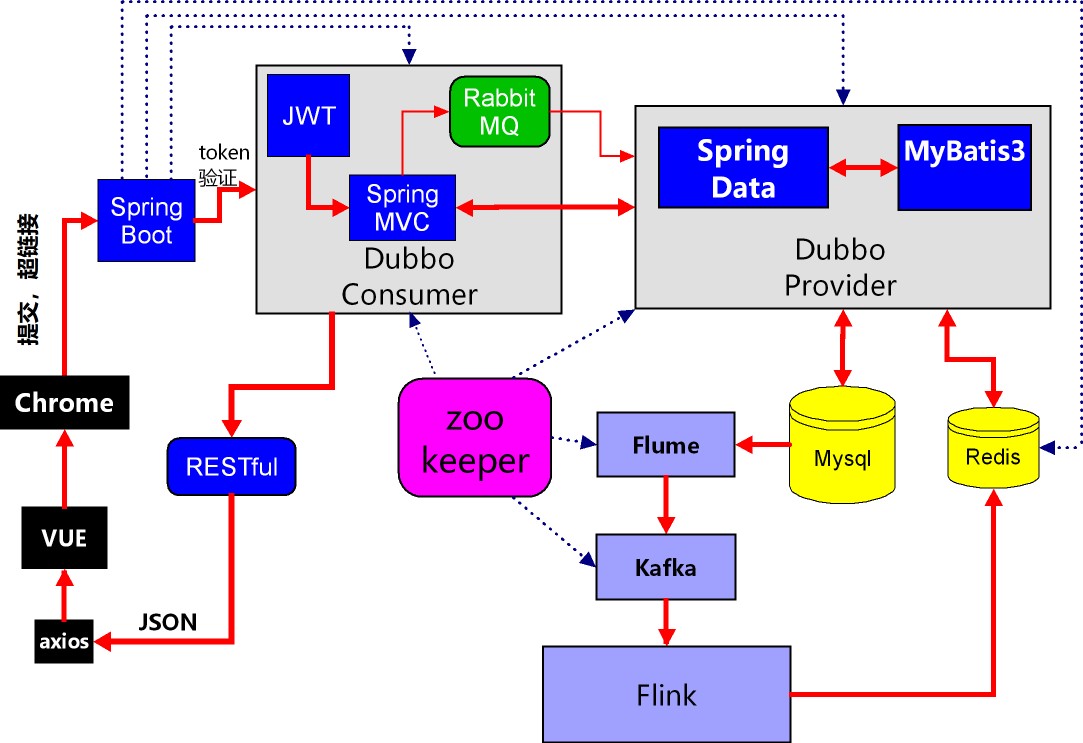 JWT
Rabbit
MQ
token
验证
Spring
Boot
Spring
MVC
Dubbo
Consumer
Spring
Data
MyBatis3
Dubbo
Provider
提交，超链接
Chrome
RESTful
zoo
keeper
Flume
Mysql
Redis
VUE
Kafka
JSON
axios
Flink